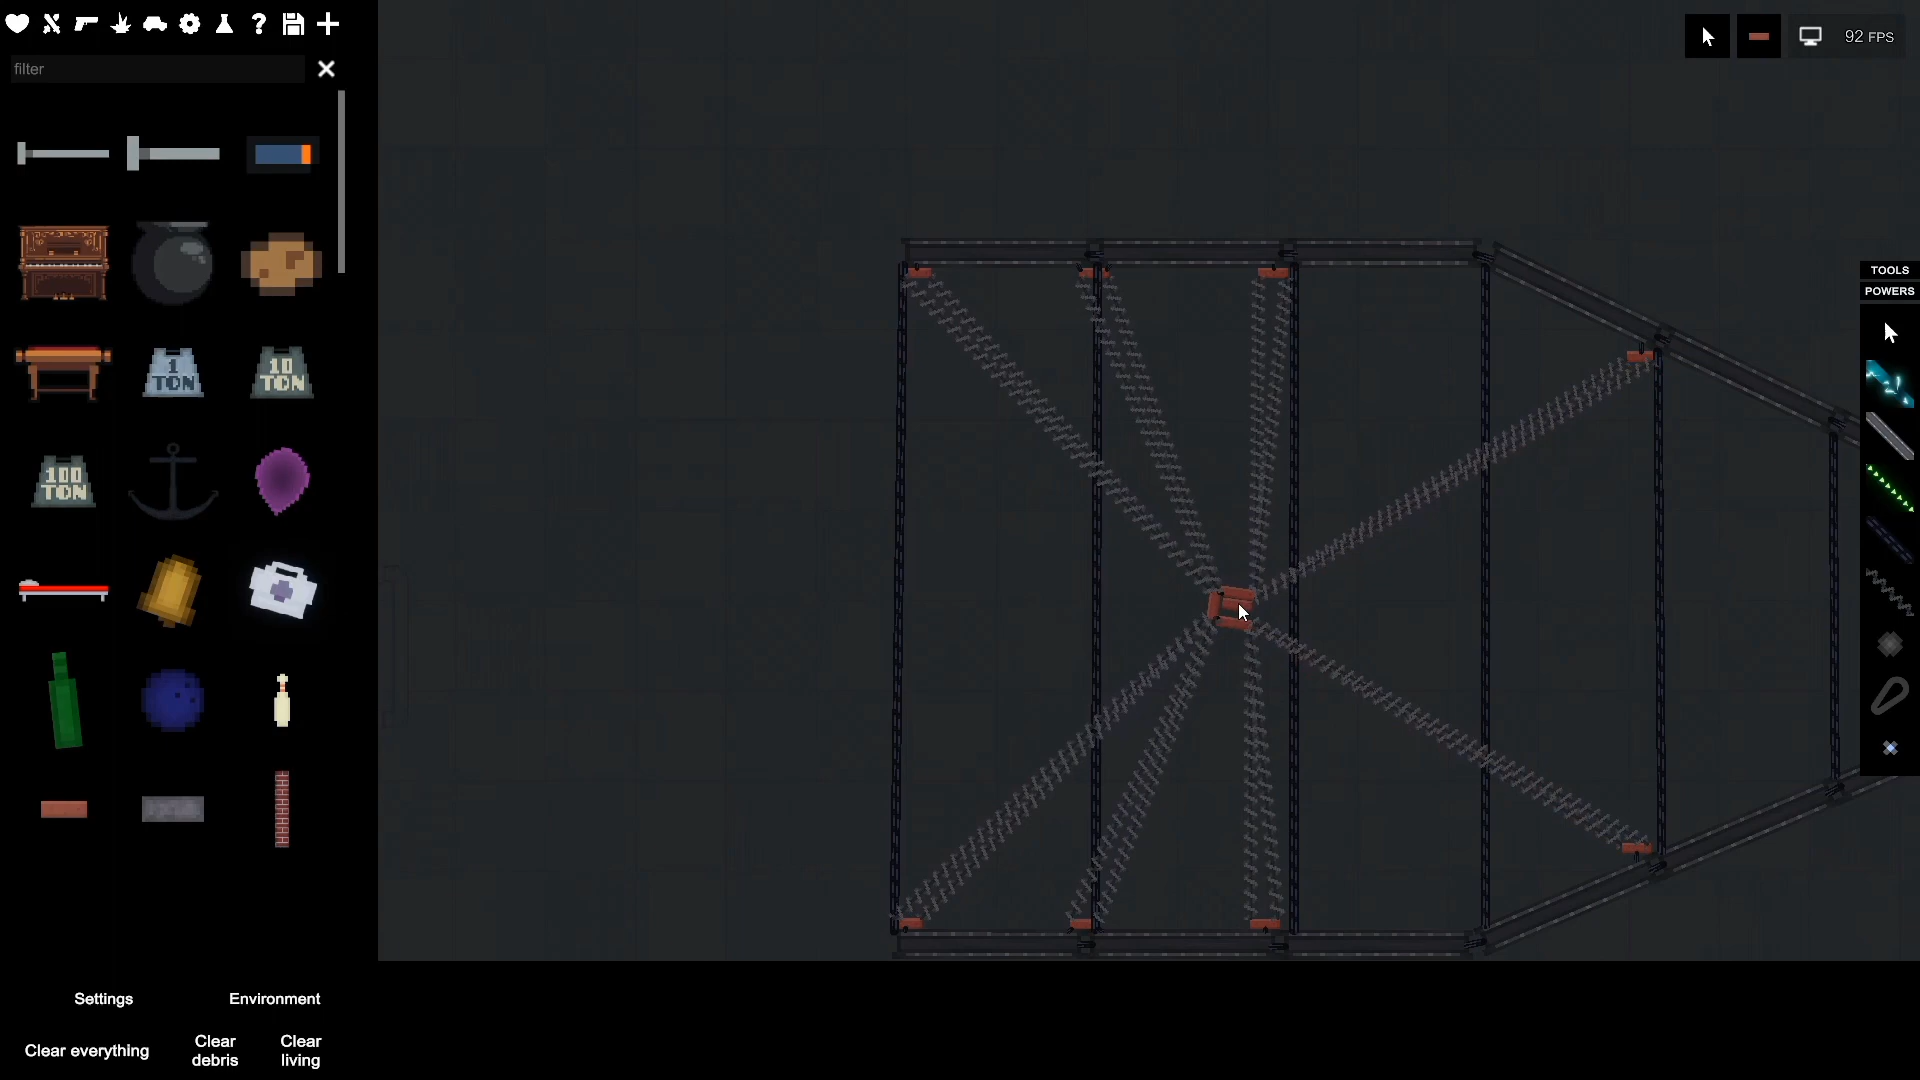 filter
92 FPS
TOOLS
POWERS
1
TON
10
TON
100
TON
Settings
Environment
Clear everything
Clear
debris
Clear
living